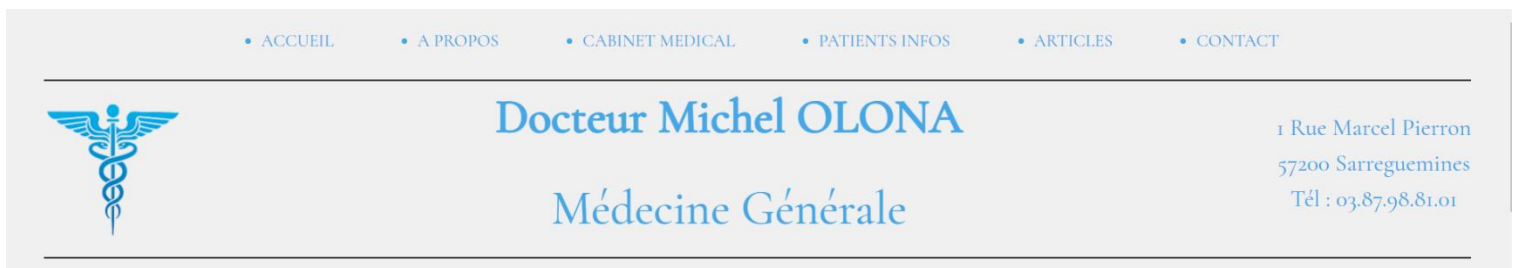 • ACCUEIL • A PROPOS • CABINET MEDICAL • PATIENTS INFOS • ARTICLES • CONTACT
Docteur Michel OLONA
Médecine Générale
1 Rue Marcel Pierron
57200 Sarreguemines
Tél : 03.87.98.81.01